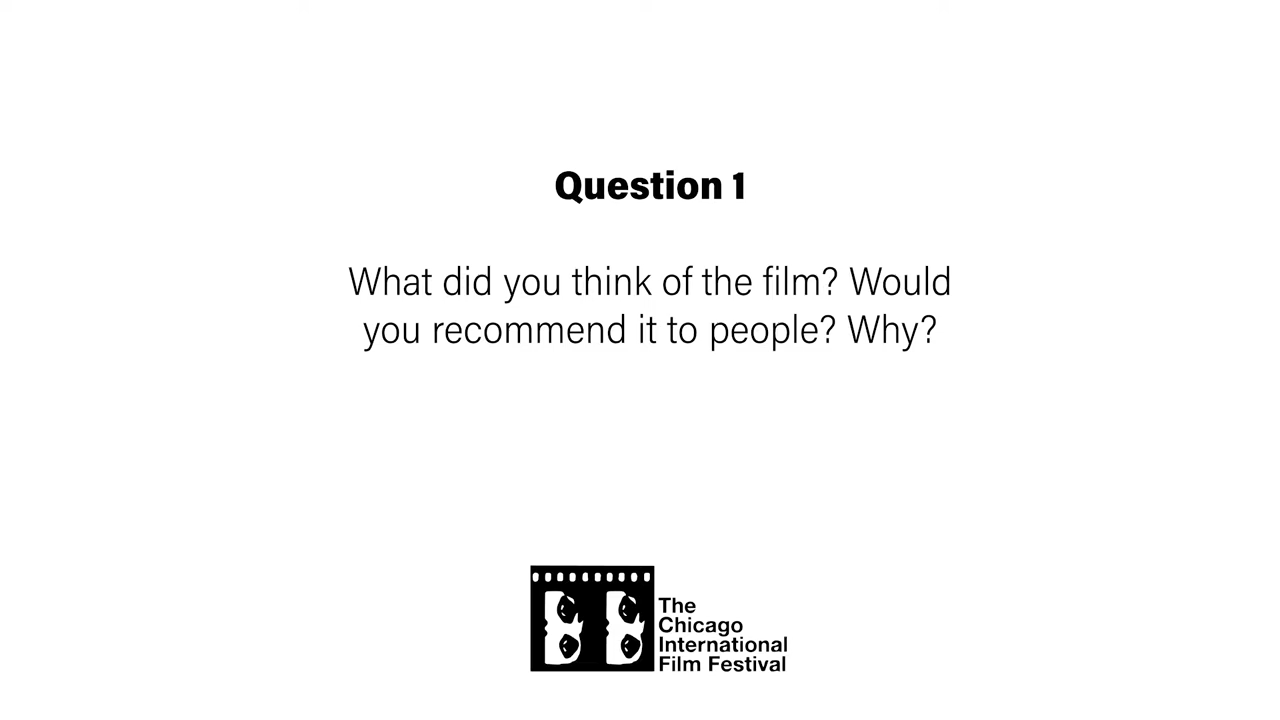 Question 1
What did you think of the film? Would
you recommend it to people? Why?
The
Chicago
International
Film Festival